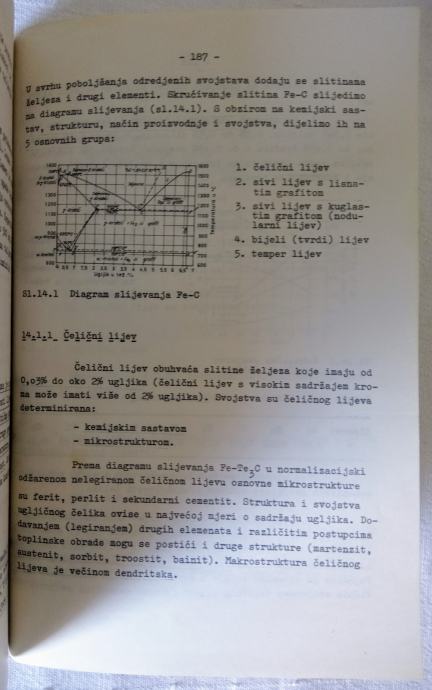 - 187 -
U svrhu poboljšanja odredjenih svojstava dodaju se slitinama
željeza i drugi elementi. Skrućivanje slitina Fe-C slijedimo
na diagramu slijevanja (sl.14.1). S obzirom na kemijski sas-
tav, strukturu, način proizvodnje i svojstva, dijelimo ih na
5 osnovnih grupa:
1. čelični lijev
2. sivi lijev s lisna-
tim grafitom
3. sivi lijev s kuglas-
tim grafitom (nodu-
larni lijev)
4. bijeli (tvrdi) lijev
5. temper lijev
Sl.14.1 Diagram slijevanja Fe-C
14.1.1 Čelični lijev
Čelični lijev obuhvaća slitine željeza koje imaju od
0,03% do oko 2% ugljika (čelični lijev s visokim sadržajem kro-
ma može imati više od 2% ugljika). Svojstva su čeličnog lijeva
determinirana:
- kemijskim sastavom
- mikrostrukturom.
Prema diagramu slijevanja Fe-Te3C u normalizacijski
odžarenom nelegiranom čeličnom lijevu osnovne mikrostrukture
su ferit, perlit i sekundarni cementit. Struktura i svojstva
ugljičnog čelika ovise u najvećoj mjeri o sadržaju ugljika. Do-
davanjem (legiranjem) drugih elemenata i različitim postupcima
toplinske obrade mogu se postići i druge strukture (martenzit,
austenit, sorbit, troostit, bainit). Makrostruktura čeličnog
lijeva je većinom dendritska.